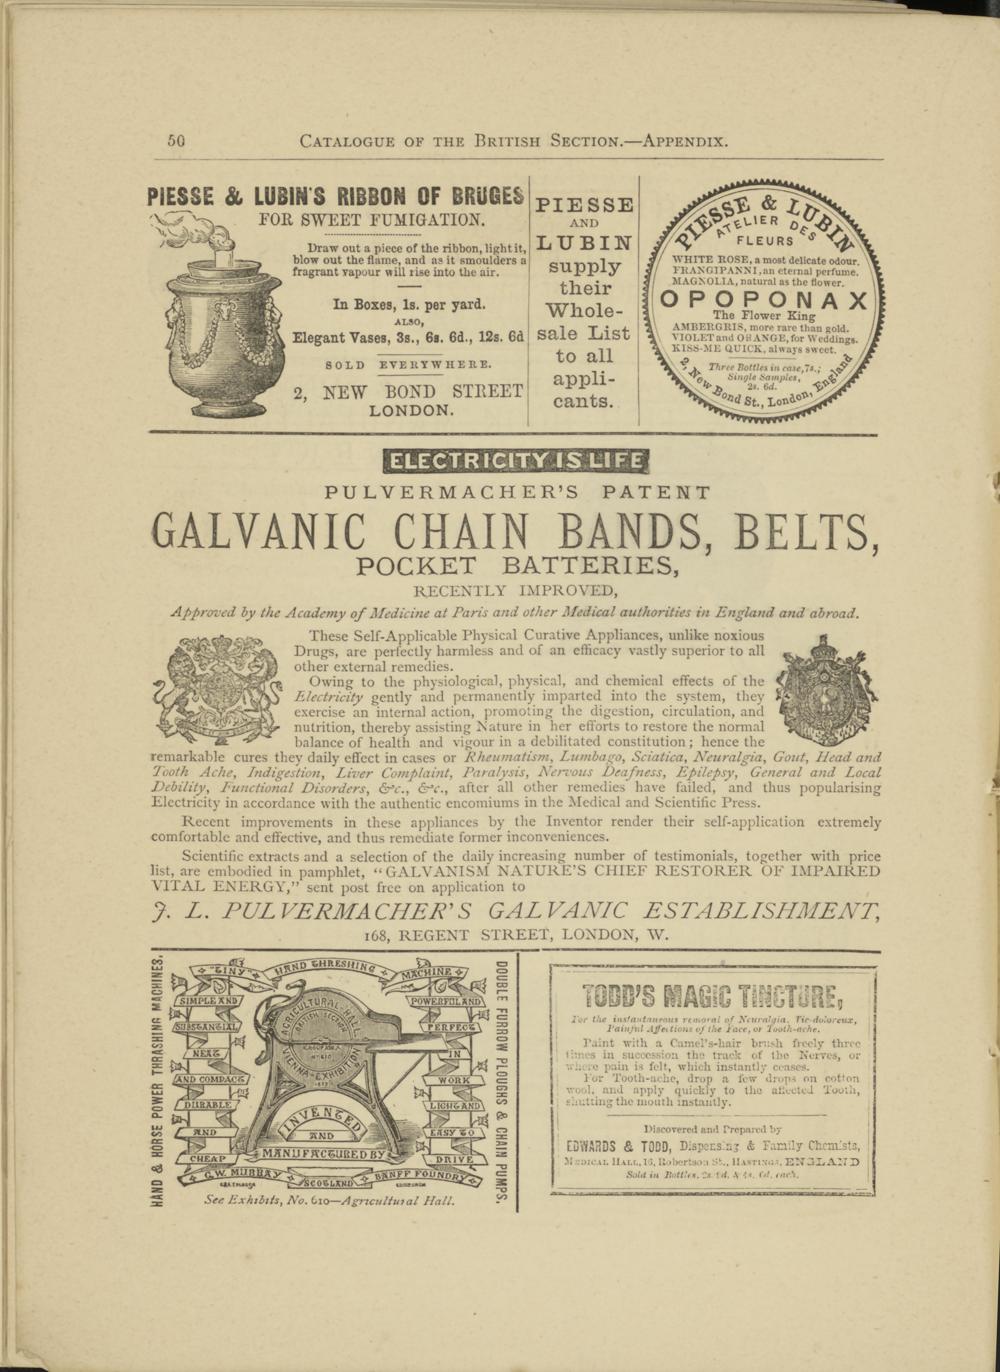 50
CATALOGUE OF THE BRITISH SECTION.—APPENDIX.
PIESSE & LUBIN'S RIBBON OF BRUGES
FOR SWEET FUMIGATION.
Draw out a piece of the ribbon, light it,
blow out the flame, and as it smoulders a
fragrant vapour will rise into the air.
In Boxes, 1s. per yard.
ALSO,
Elegant Vases, 3s., 6s. 6d., 12s. 6d
SOLD EVERYWHERE.
2, NEW BOND STREET
LONDON.
PIESSE
AND
LUBIN
supply
their
Whole-
sale List
to all
appli-
cants.
PIESSE & LUBIN
ATELIER DES
FLEURS
WHITE ROSE, a most delicate odour.
FRANGIPANNI, an eternal perfume.
MAGNOLIA, natural as the flower.
OPOPONAX
The Flower King
AMBERGRIS, more rare than gold.
VIOLET and ORANGE, for Weddings.
KISS-ME QUICK, always sweet.
Three Bottles in case, 7s.;
Single Samples,
2s. 6d.
2, New Bond St., London, England
ELECTRICITY IS LIFE
PULVERMACHER'S PATENT
GALVANIC CHAIN BANDS, BELTS,
POCKET BATTERIES,
RECENTLY IMPROVED,
Approved by the Academy of Medicine at Paris and other Medical authorities in England and abroad.
These Self-Applicable Physical Curative Appliances, unlike noxious
Drugs, are perfectly harmless and of an efficacy vastly superior to all
other external remedies.
Owing to the physiological, physical, and chemical effects of the
Electricity gently and permanently imparted into the system, they
exercise an internal action, promoting the digestion, circulation, and
nutrition, thereby assisting Nature in her efforts to restore the normal
balance of health and vigour in a debilitated constitution; hence the
remarkable cures they daily effect in cases or Rheumatism, Lumbago, Sciatica, Neuralgia, Gout, Head and
Tooth Ache, Indigestion, Liver Complaint, Paralysis, Nervous Deafness, Epilepsy, General and Local
Debility, Functional Disorders, &c., &c., after all other remedies have failed, and thus popularising
Electricity in accordance with the authentic encomiums in the Medical and Scientific Press.
Recent improvements in these appliances by the Inventor render their self-application extremely
comfortable and effective, and thus remediate former inconveniences.
Scientific extracts and a selection of the daily increasing number of testimonials, together with price
list, are embodied in pamphlet, "GALVANISM NATURE'S CHIEF RESTORER OF IMPAIRED
VITAL ENERGY," sent post free on application to
J. L. PULVERMACHER'S GALVANIC ESTABLISHMENT,
168, REGENT STREET, LONDON, W.
HAND & HORSE POWER THRASHING MACHINES.
"TINY" HAND THRESHING MACHINE
SIMPLE AND
SUBSTANTIAL
NEAT
AND COMPACT
DURABLE
AND
CHEAP
AGRICULTURAL-HALL
BRITISH SECTION
VIENNA-EXHIBITION
POWERFUL AND
PERFECT
IN
WORK
LIGHT AND
EASY TO
DRIVE
INVENTED
AND
MANUFACTURED BY
G.W. MURRAY
BANFF FOUNDRY
SCOTLAND
DOUBLE FURROW PLOUGHS & CHAIN PUMPS.
See Exhibits, No. 610—Agricultural Hall.
TODD'S MAGIC TINCTURE,
For the instantaneous removal of Neuralgia, Tic-doloreux,
Painful Affections of the Face, or Tooth-ache.
Paint with a Camel's-hair brush freely three
times in succession the track of the Nerves, or
where pain is felt, which instantly ceases.
For Tooth-ache, drop a few drops on cotton
wool, and apply quickly to the affected Tooth,
shutting the mouth instantly.
Discovered and Prepared by
EDWARDS & TODD, Dispensing & Family Chemists,
MEDICAL HALL, 16, Robertson St., HASTINGS, ENGLAND
Sold in Bottles,